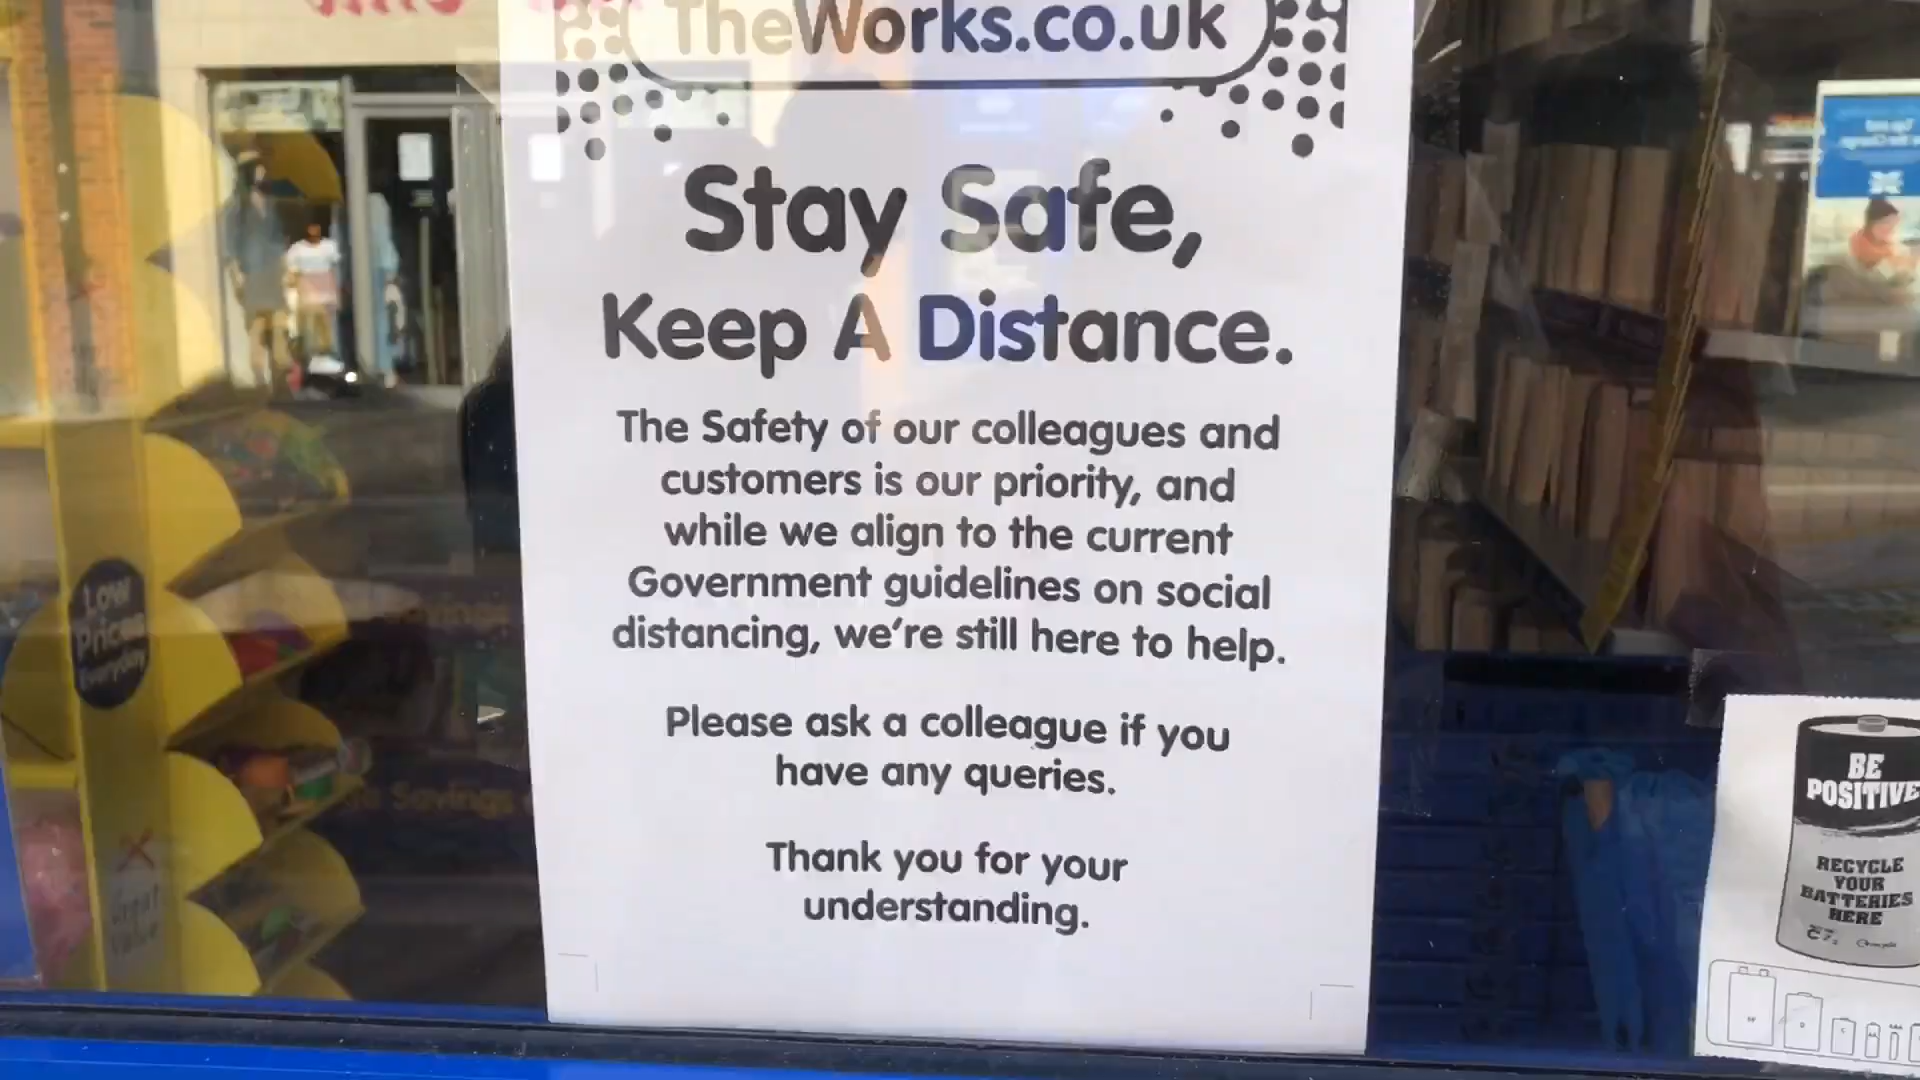 TheWorks.co.uk
Stay Safe,
Keep A Distance.
The Safety of our colleagues and
customers is our priority, and
while we align to the current
Government guidelines on social
distancing, we're still here to help.
Please ask a colleague if you
have any queries.
Thank you for your
understanding.
Low
Prices
Everyday
Great
Value
Savings
BE
POSITIVE
RECYCLE
YOUR
BATTERIES
HERE